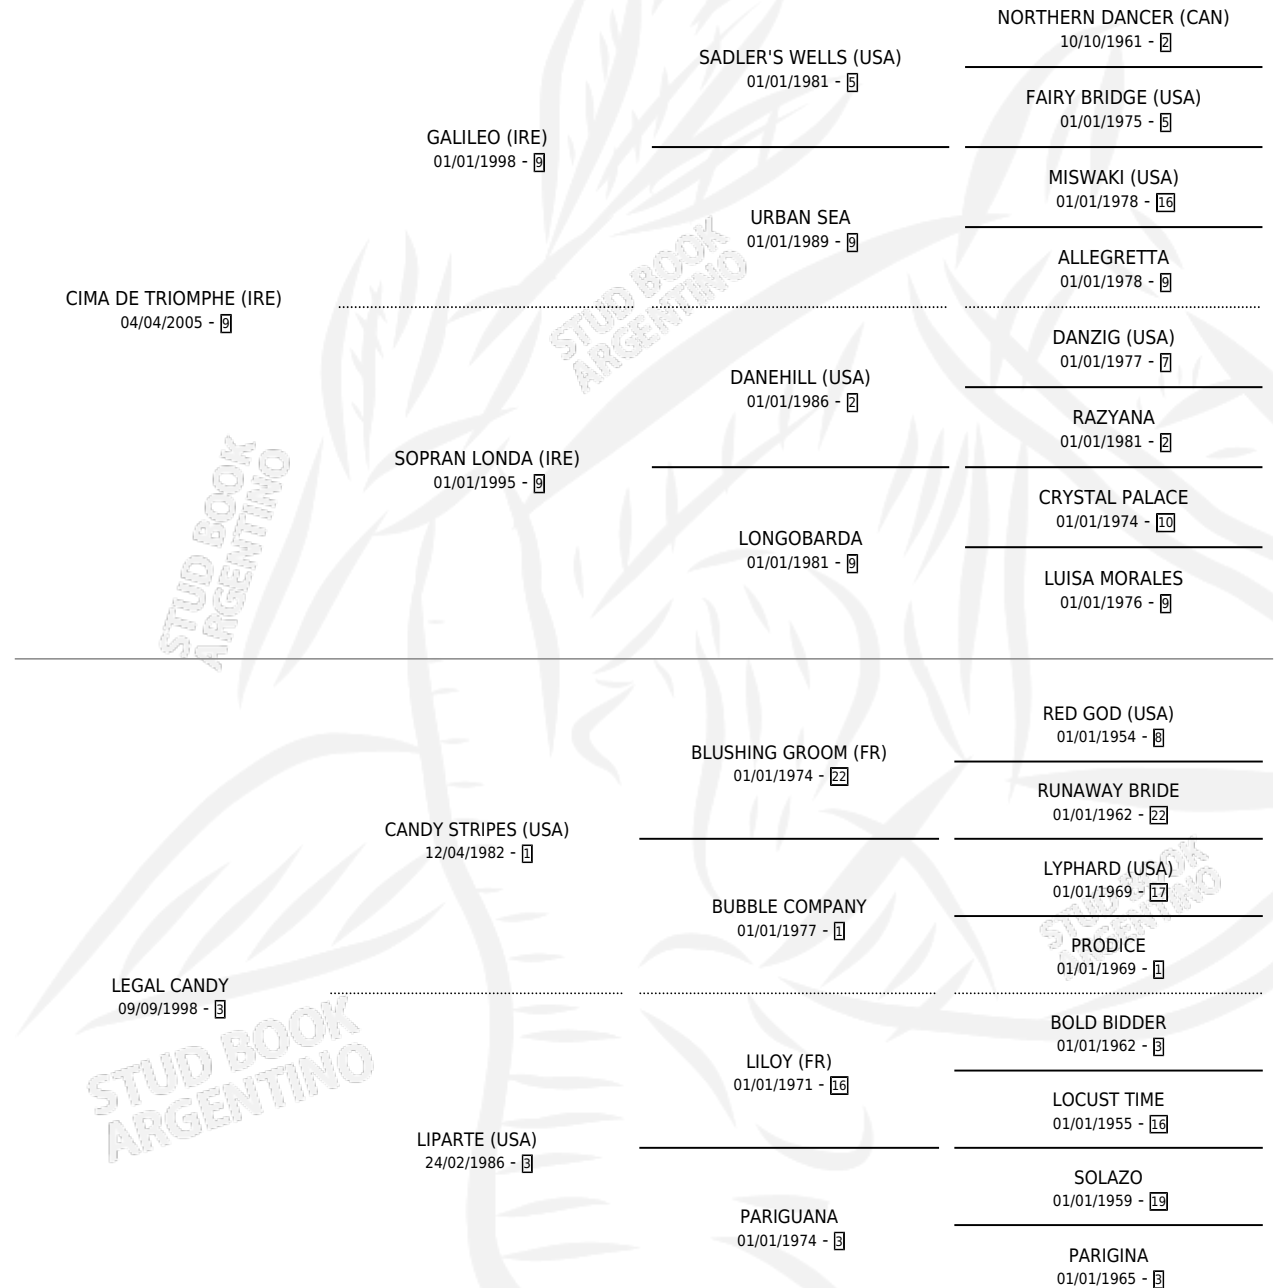 NORTHERN DANCER (CAN)
10/10/1961 - 2
SADLER'S WELLS (USA)
01/01/1981 - 5
FAIRY BRIDGE (USA)
01/01/1975 - 5
GALILEO (IRE)
01/01/1998 - 9
MISWAKI (USA)
01/01/1978 - 16
URBAN SEA
01/01/1989 - 9
ALLEGRETTA
01/01/1978 - 9
CIMA DE TRIOMPHE (IRE)
04/04/2005 - 9
DANZIG (USA)
01/01/1977 - 7
DANEHILL (USA)
01/01/1986 - 2
RAZYANA
01/01/1981 - 2
SOPRAN LONDA (IRE)
01/01/1995 - 9
CRYSTAL PALACE
01/01/1974 - 10
LONGOBARDA
01/01/1981 - 9
LUISA MORALES
01/01/1976 - 9
RED GOD (USA)
01/01/1954 - 8
BLUSHING GROOM (FR)
01/01/1974 - 22
RUNAWAY BRIDE
01/01/1962 - 22
CANDY STRIPES (USA)
12/04/1982 - 1
LYPHARD (USA)
01/01/1969 - 17
BUBBLE COMPANY
01/01/1977 - 1
PRODICE
01/01/1969 - 1
LEGAL CANDY
09/09/1998 - 3
BOLD BIDDER
01/01/1962 - 3
LILOY (FR)
01/01/1971 - 16
LOCUST TIME
01/01/1955 - 16
LIPARTE (USA)
24/02/1986 - 3
SOLAZO
01/01/1959 - 19
PARIGUANA
01/01/1974 - 3
PARIGINA
01/01/1965 - 3
STUD BOOK
ARGENTINO
STUD BOOK
ARGENTINO
STUD BOOK
ARGENTINO
STUD BOOK
ARGENTINO